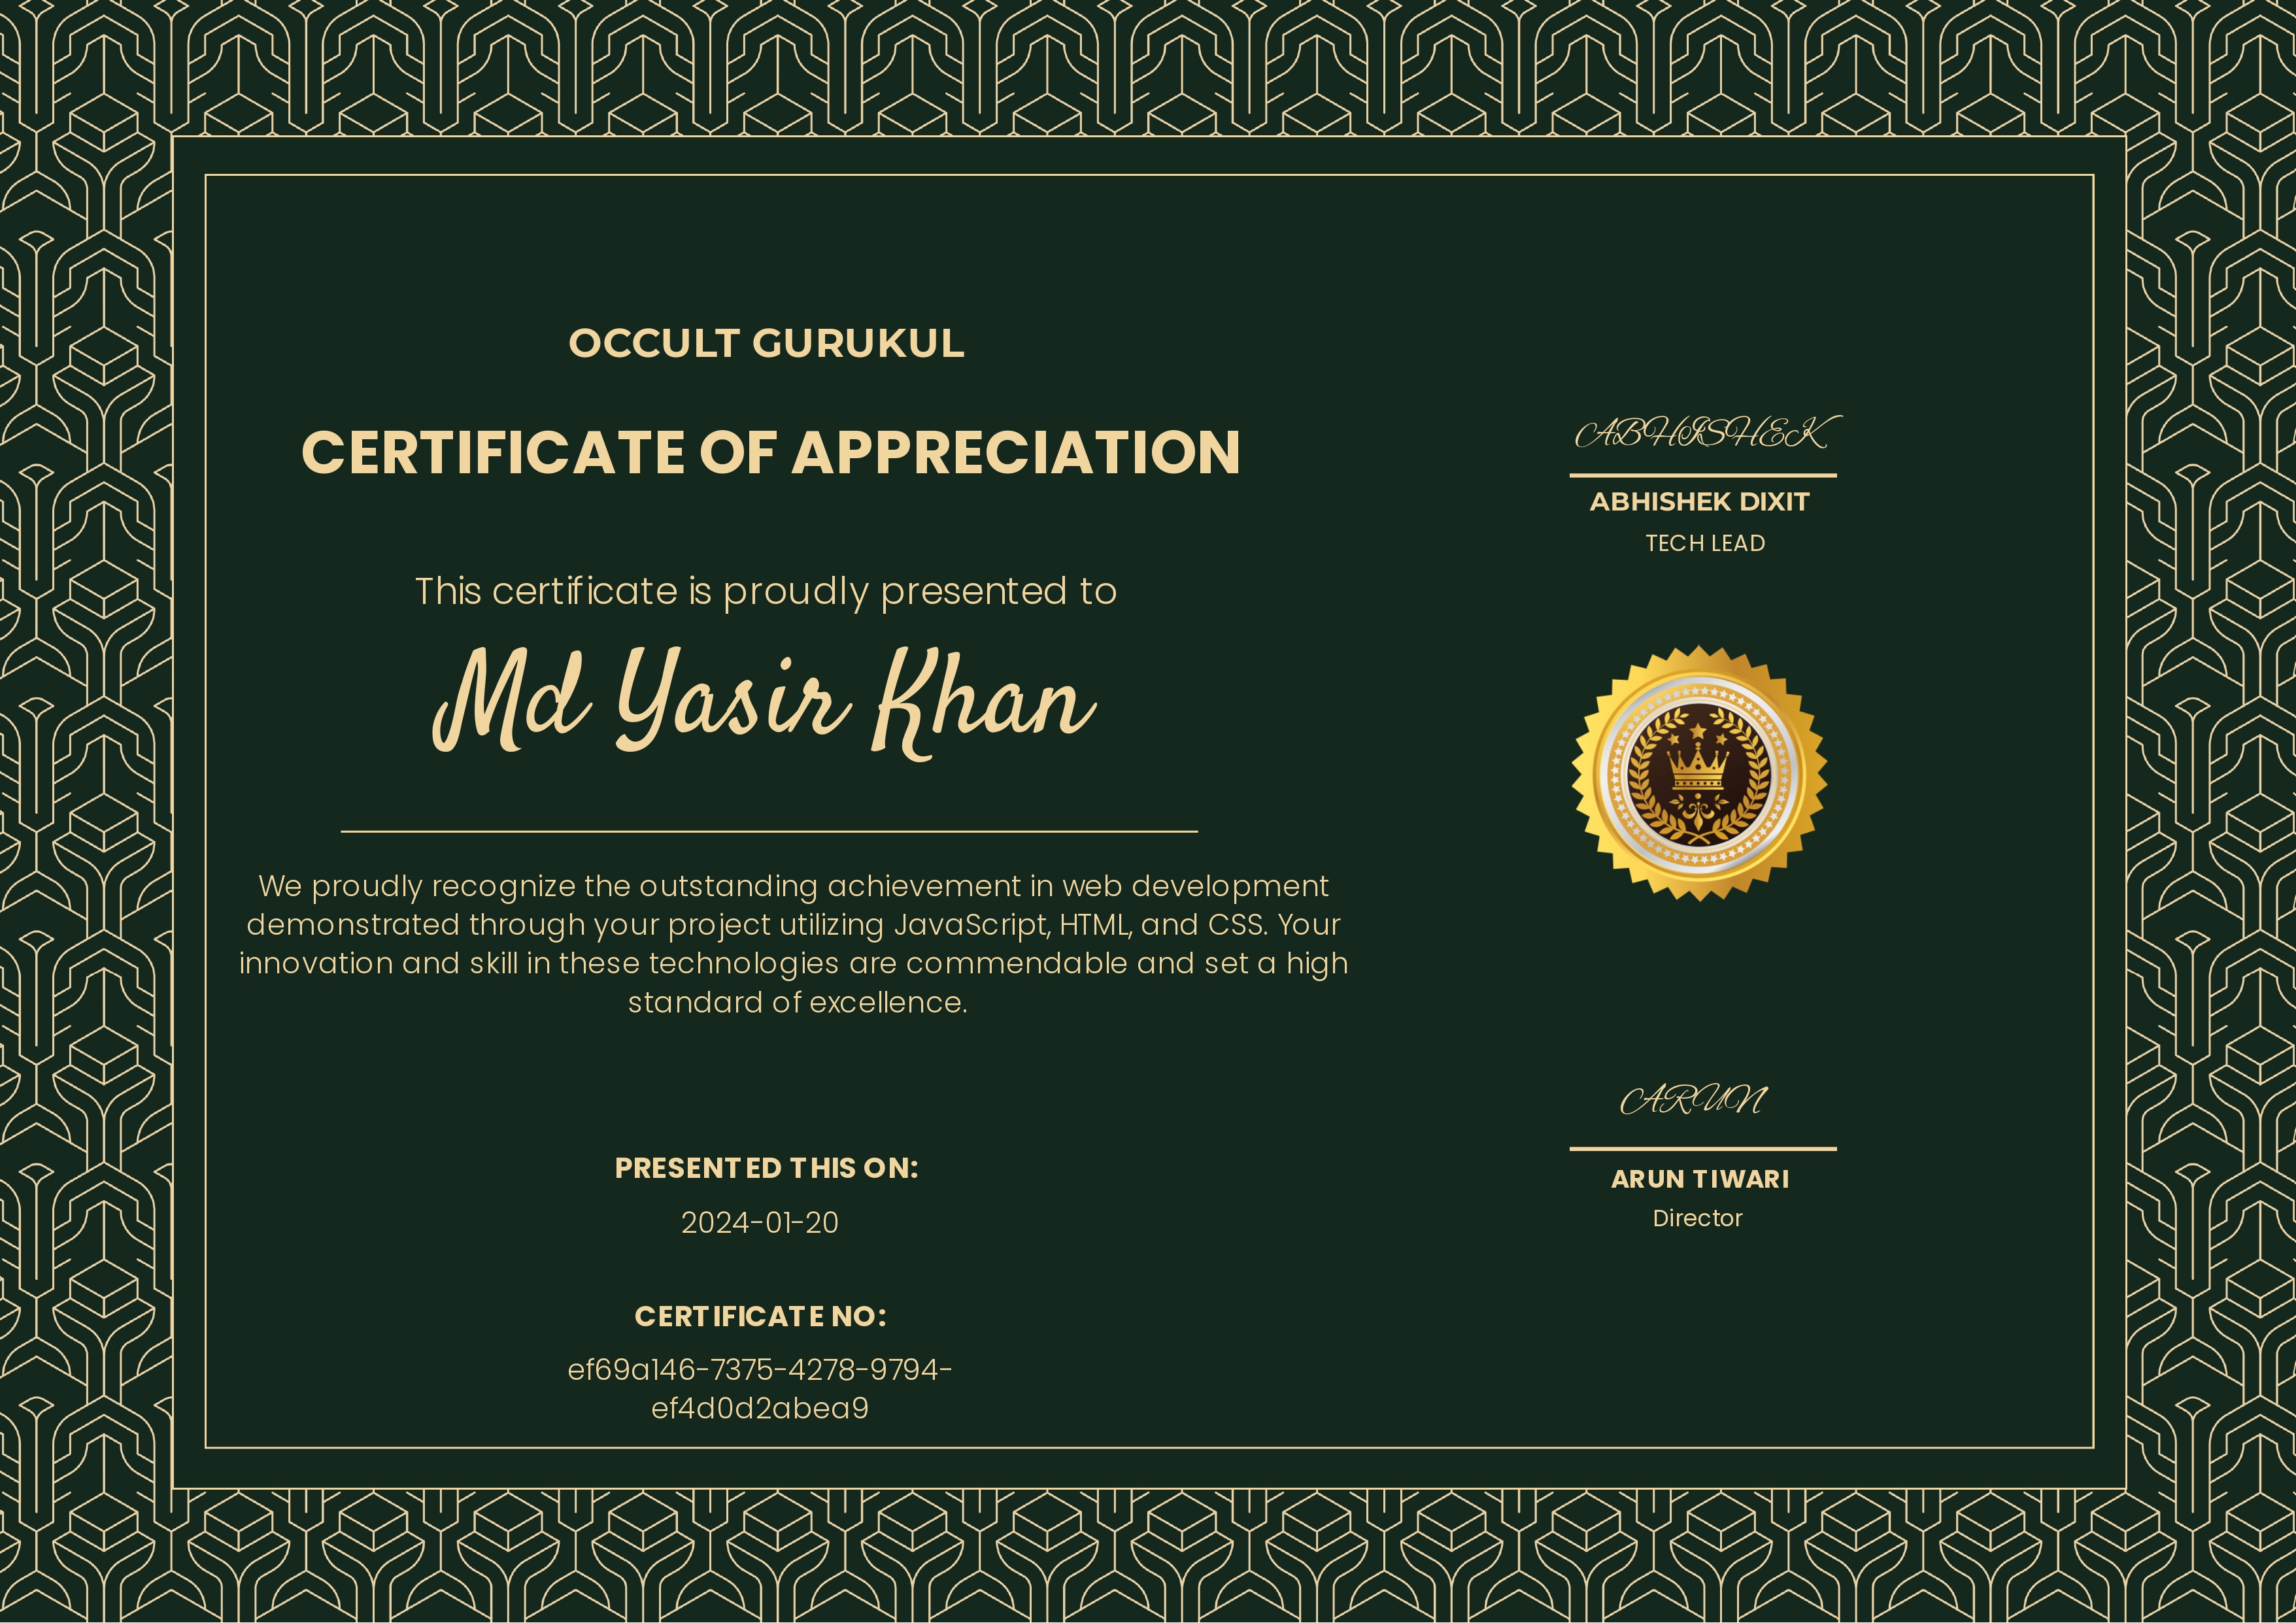 OCCULT GURUKUL
CERTIFICATE OF APPRECIATION
This certificate is proudly presented to
Md Yasir Khan
We proudly recognize the outstanding achievement in web development
demonstrated through your project utilizing JavaScript, HTML, and CSS. Your
innovation and skill in these technologies are commendable and set a high
standard of excellence.
PRESENTED THIS ON:
2024-01-20
CERTIFICATE NO:
ef69a146-7375-4278-9794-
ef4d0d2abea9
ABHISHEK
ABHISHEK DIXIT
TECH LEAD
ARUN
ARUN TIWARI
Director